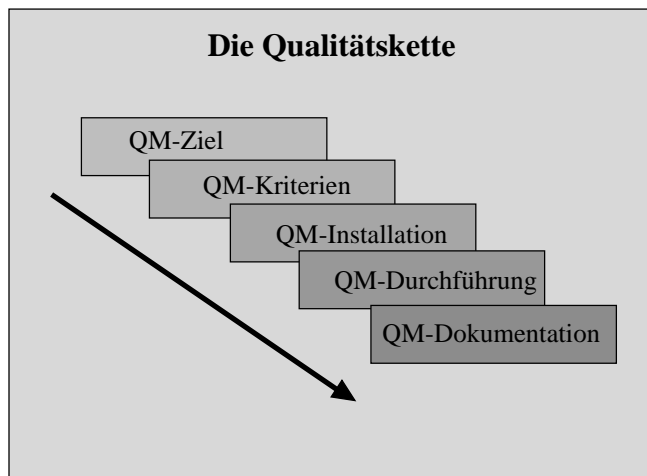 Die Qualitätskette
QM-Ziel
QM-Kriterien
QM-Installation
QM-Durchführung
QM-Dokumentation